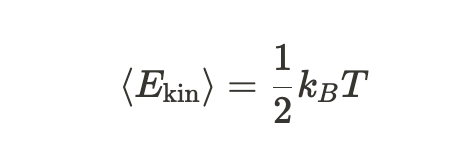 ⟨E_kin⟩ = 1/2 k_B T